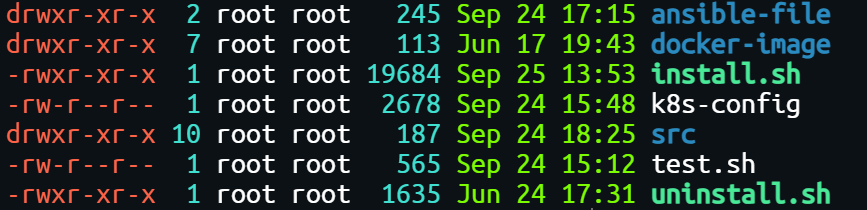 drwxr-xr-x  2 root root   245 Sep 24 17:15 ansible-file
drwxr-xr-x  7 root root   113 Jun 17 19:43 docker-image
-rwxr-xr-x  1 root root 19684 Sep 25 13:53 install.sh
-rw-r--r--  1 root root  2678 Sep 24 15:48 k8s-config
drwxr-xr-x 10 root root   187 Sep 24 18:25 src
-rw-r--r--  1 root root   565 Sep 24 15:12 test.sh
-rwxr-xr-x  1 root root  1635 Jun 24 17:31 uninstall.sh